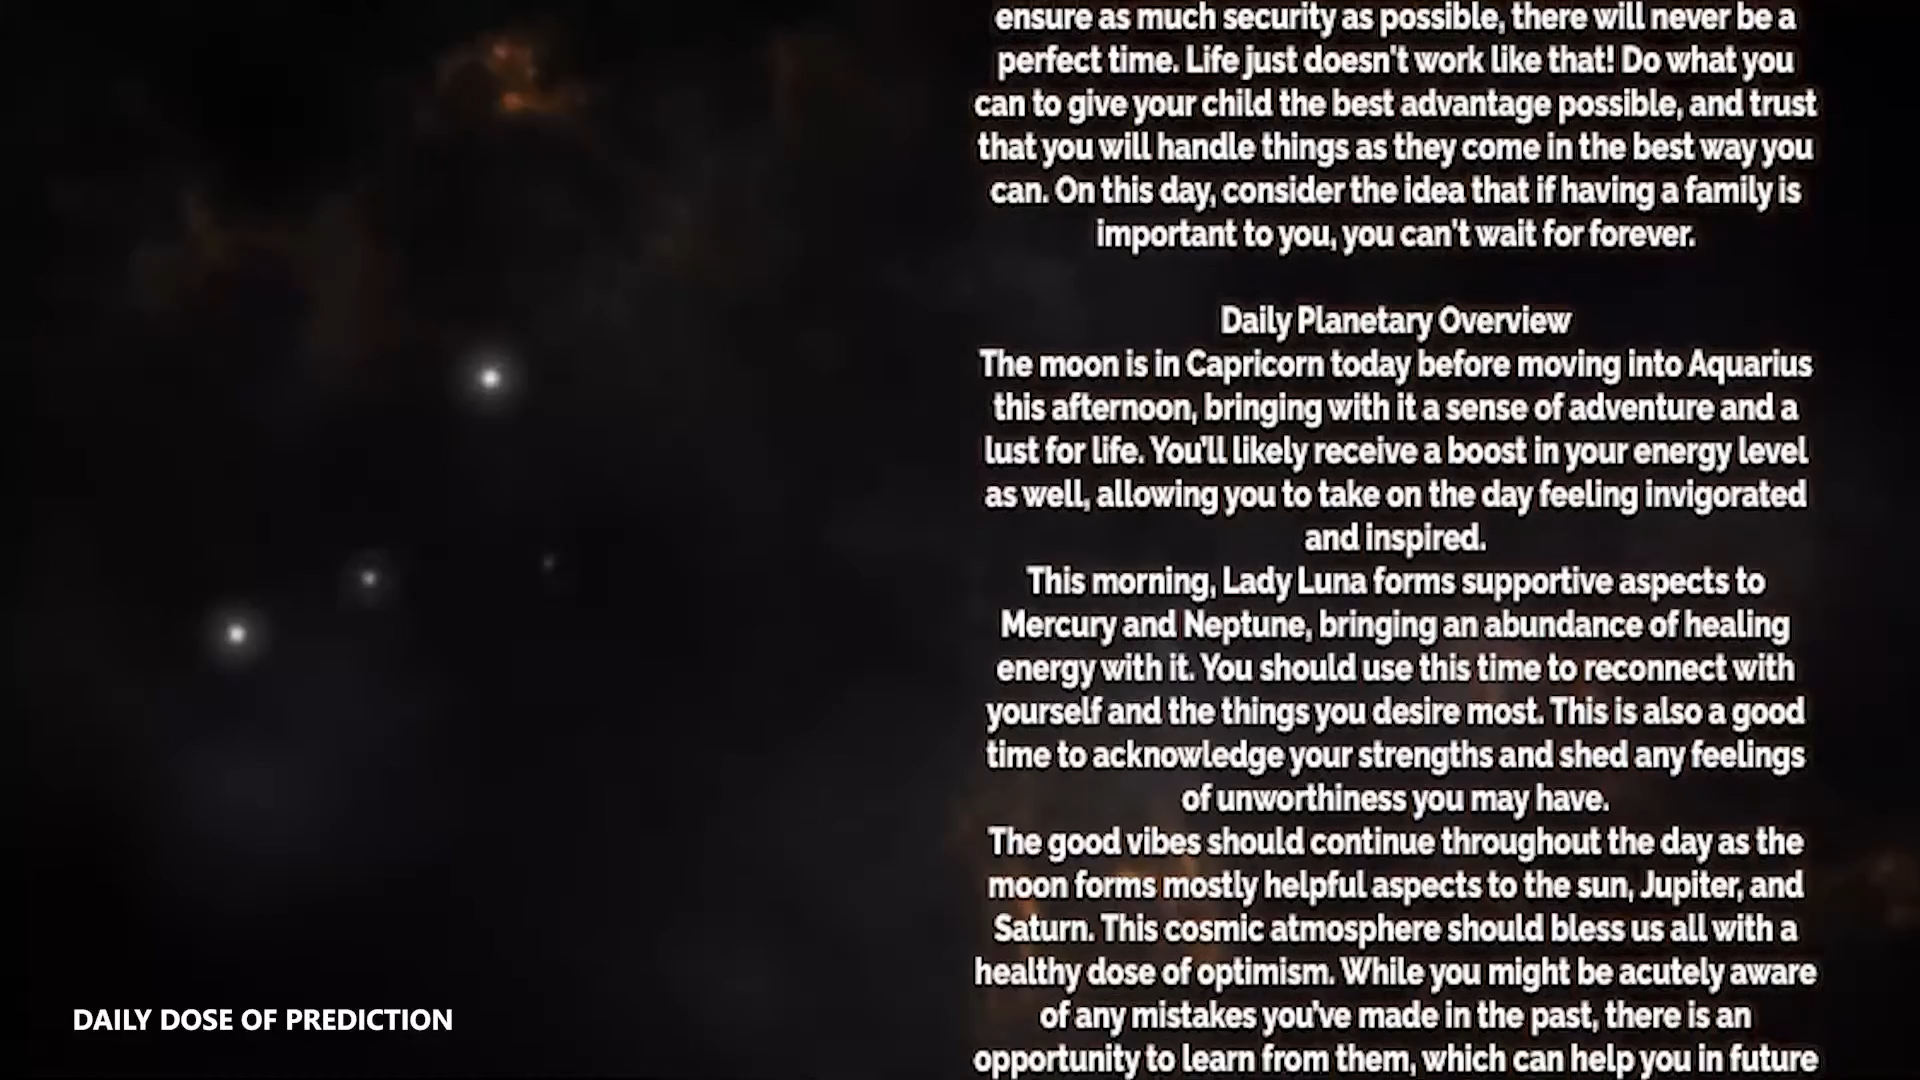 ensure as much security as possible, there will never be a
perfect time. Life just doesn't work like that! Do what you
can to give your child the best advantage possible, and trust
that you will handle things as they come in the best way you
can. On this day, consider the idea that if having a family is
important to you, you can't wait for forever.
Daily Planetary Overview
The moon is in Capricorn today before moving into Aquarius
this afternoon, bringing with it a sense of adventure and a
lust for life. You'll likely receive a boost in your energy level
as well, allowing you to take on the day feeling invigorated
and inspired.
This morning, Lady Luna forms supportive aspects to
Mercury and Neptune, bringing an abundance of healing
energy with it. You should use this time to reconnect with
yourself and the things you desire most. This is also a good
time to acknowledge your strengths and shed any feelings
of unworthiness you may have.
The good vibes should continue throughout the day as the
moon forms mostly helpful aspects to the sun, Jupiter, and
Saturn. This cosmic atmosphere should bless us all with a
healthy dose of optimism. While you might be acutely aware
of any mistakes you've made in the past, there is an
opportunity to learn from them, which can help you in future
DAILY DOSE OF PREDICTION